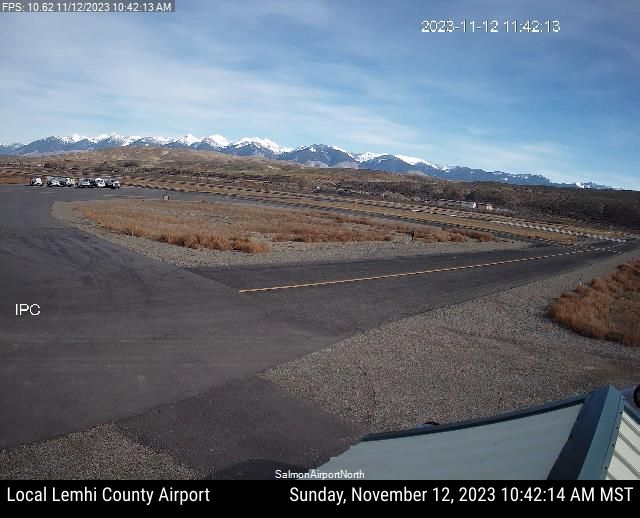 FPS: 10.62 11/12/2023 10:42:13 AM
2023-11-12 11:42:13
IPC
SalmonAirportNorth
Local Lemhi County Airport Sunday, November 12, 2023 10:42:14 AM MST